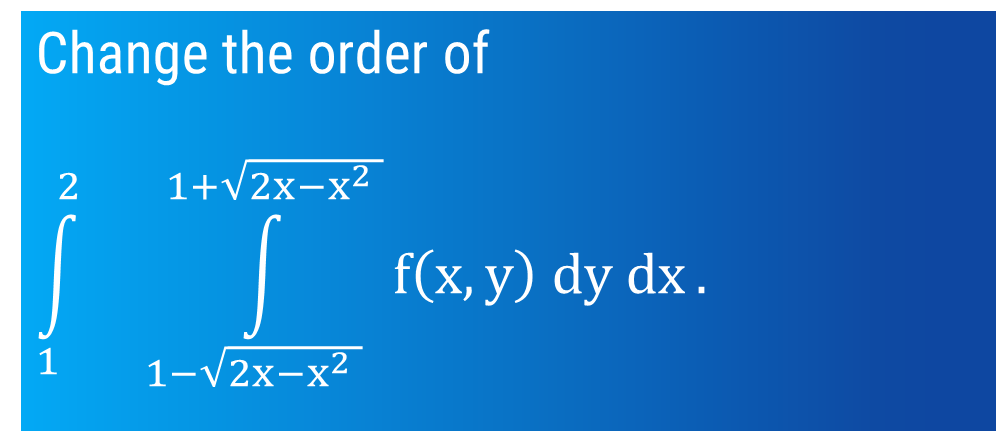 Change the order of
2 1+√2x−x²
∫ ∫ f(x, y) dy dx .
1 1−√2x−x²